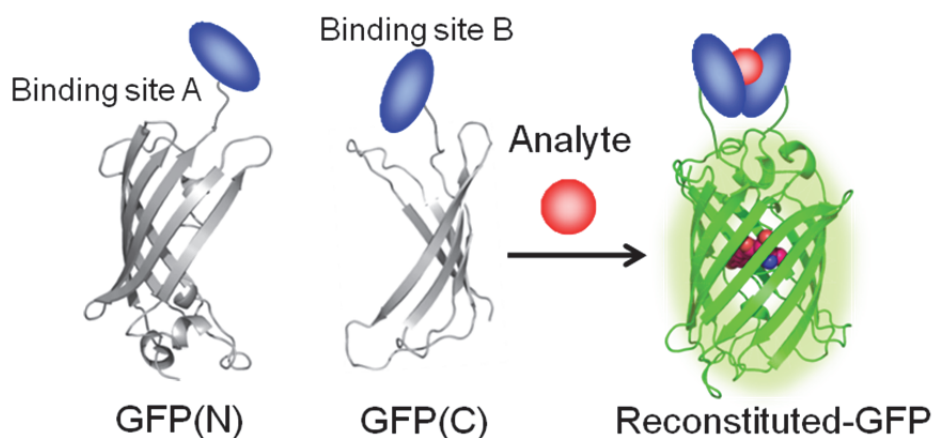 Binding site A
Binding site B
Analyte
GFP(N)
GFP(C)
Reconstituted-GFP